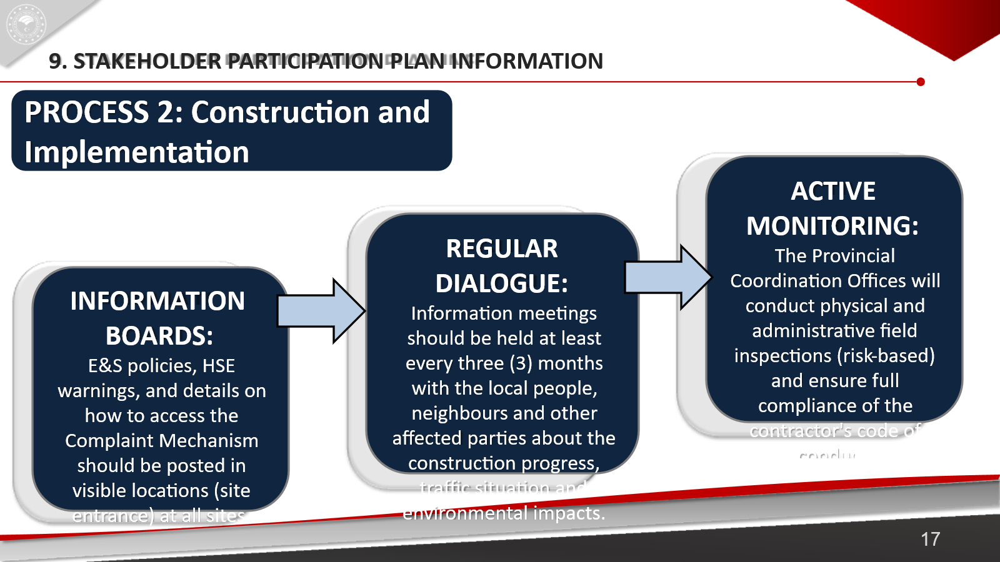 9. STAKEHOLDER PARTICIPATION PLAN INFORMATION
PROCESS 2: Construction and
Implementation
INFORMATION
BOARDS:
E&S policies, HSE
warnings, and details on
how to access the
Complaint Mechanism
should be posted in
visible locations (site
entrance) at all sites
REGULAR
DIALOGUE:
Information meetings
should be held at least
every three (3) months
with the local people,
neighbours and other
affected parties about the
construction progress,
traffic situation and
environmental impacts.
ACTIVE
MONITORING:
The Provincial
Coordination Offices will
conduct physical and
administrative field
inspections (risk-based)
and ensure full
compliance of the
contractor's code of
17